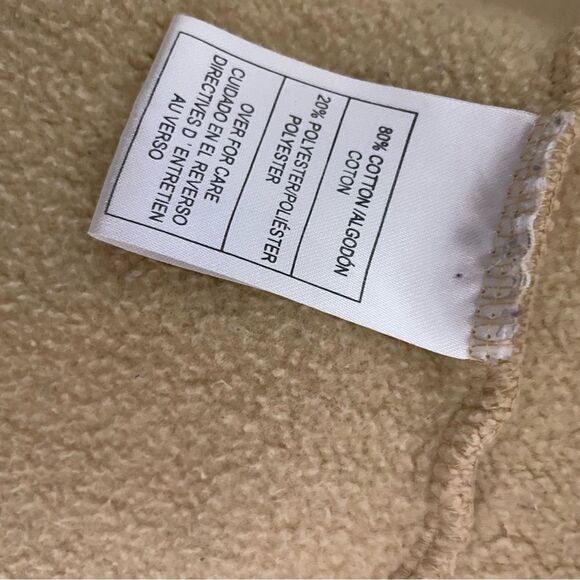 80% COTTON/ALGODÓN
COTON
20% POLYESTER/POLIÉSTER
POLYESTER
OVER FOR CARE
CUIDADO EN EL REVERSO
DIRECTIVES D'ENTRETIEN
AU VERSO